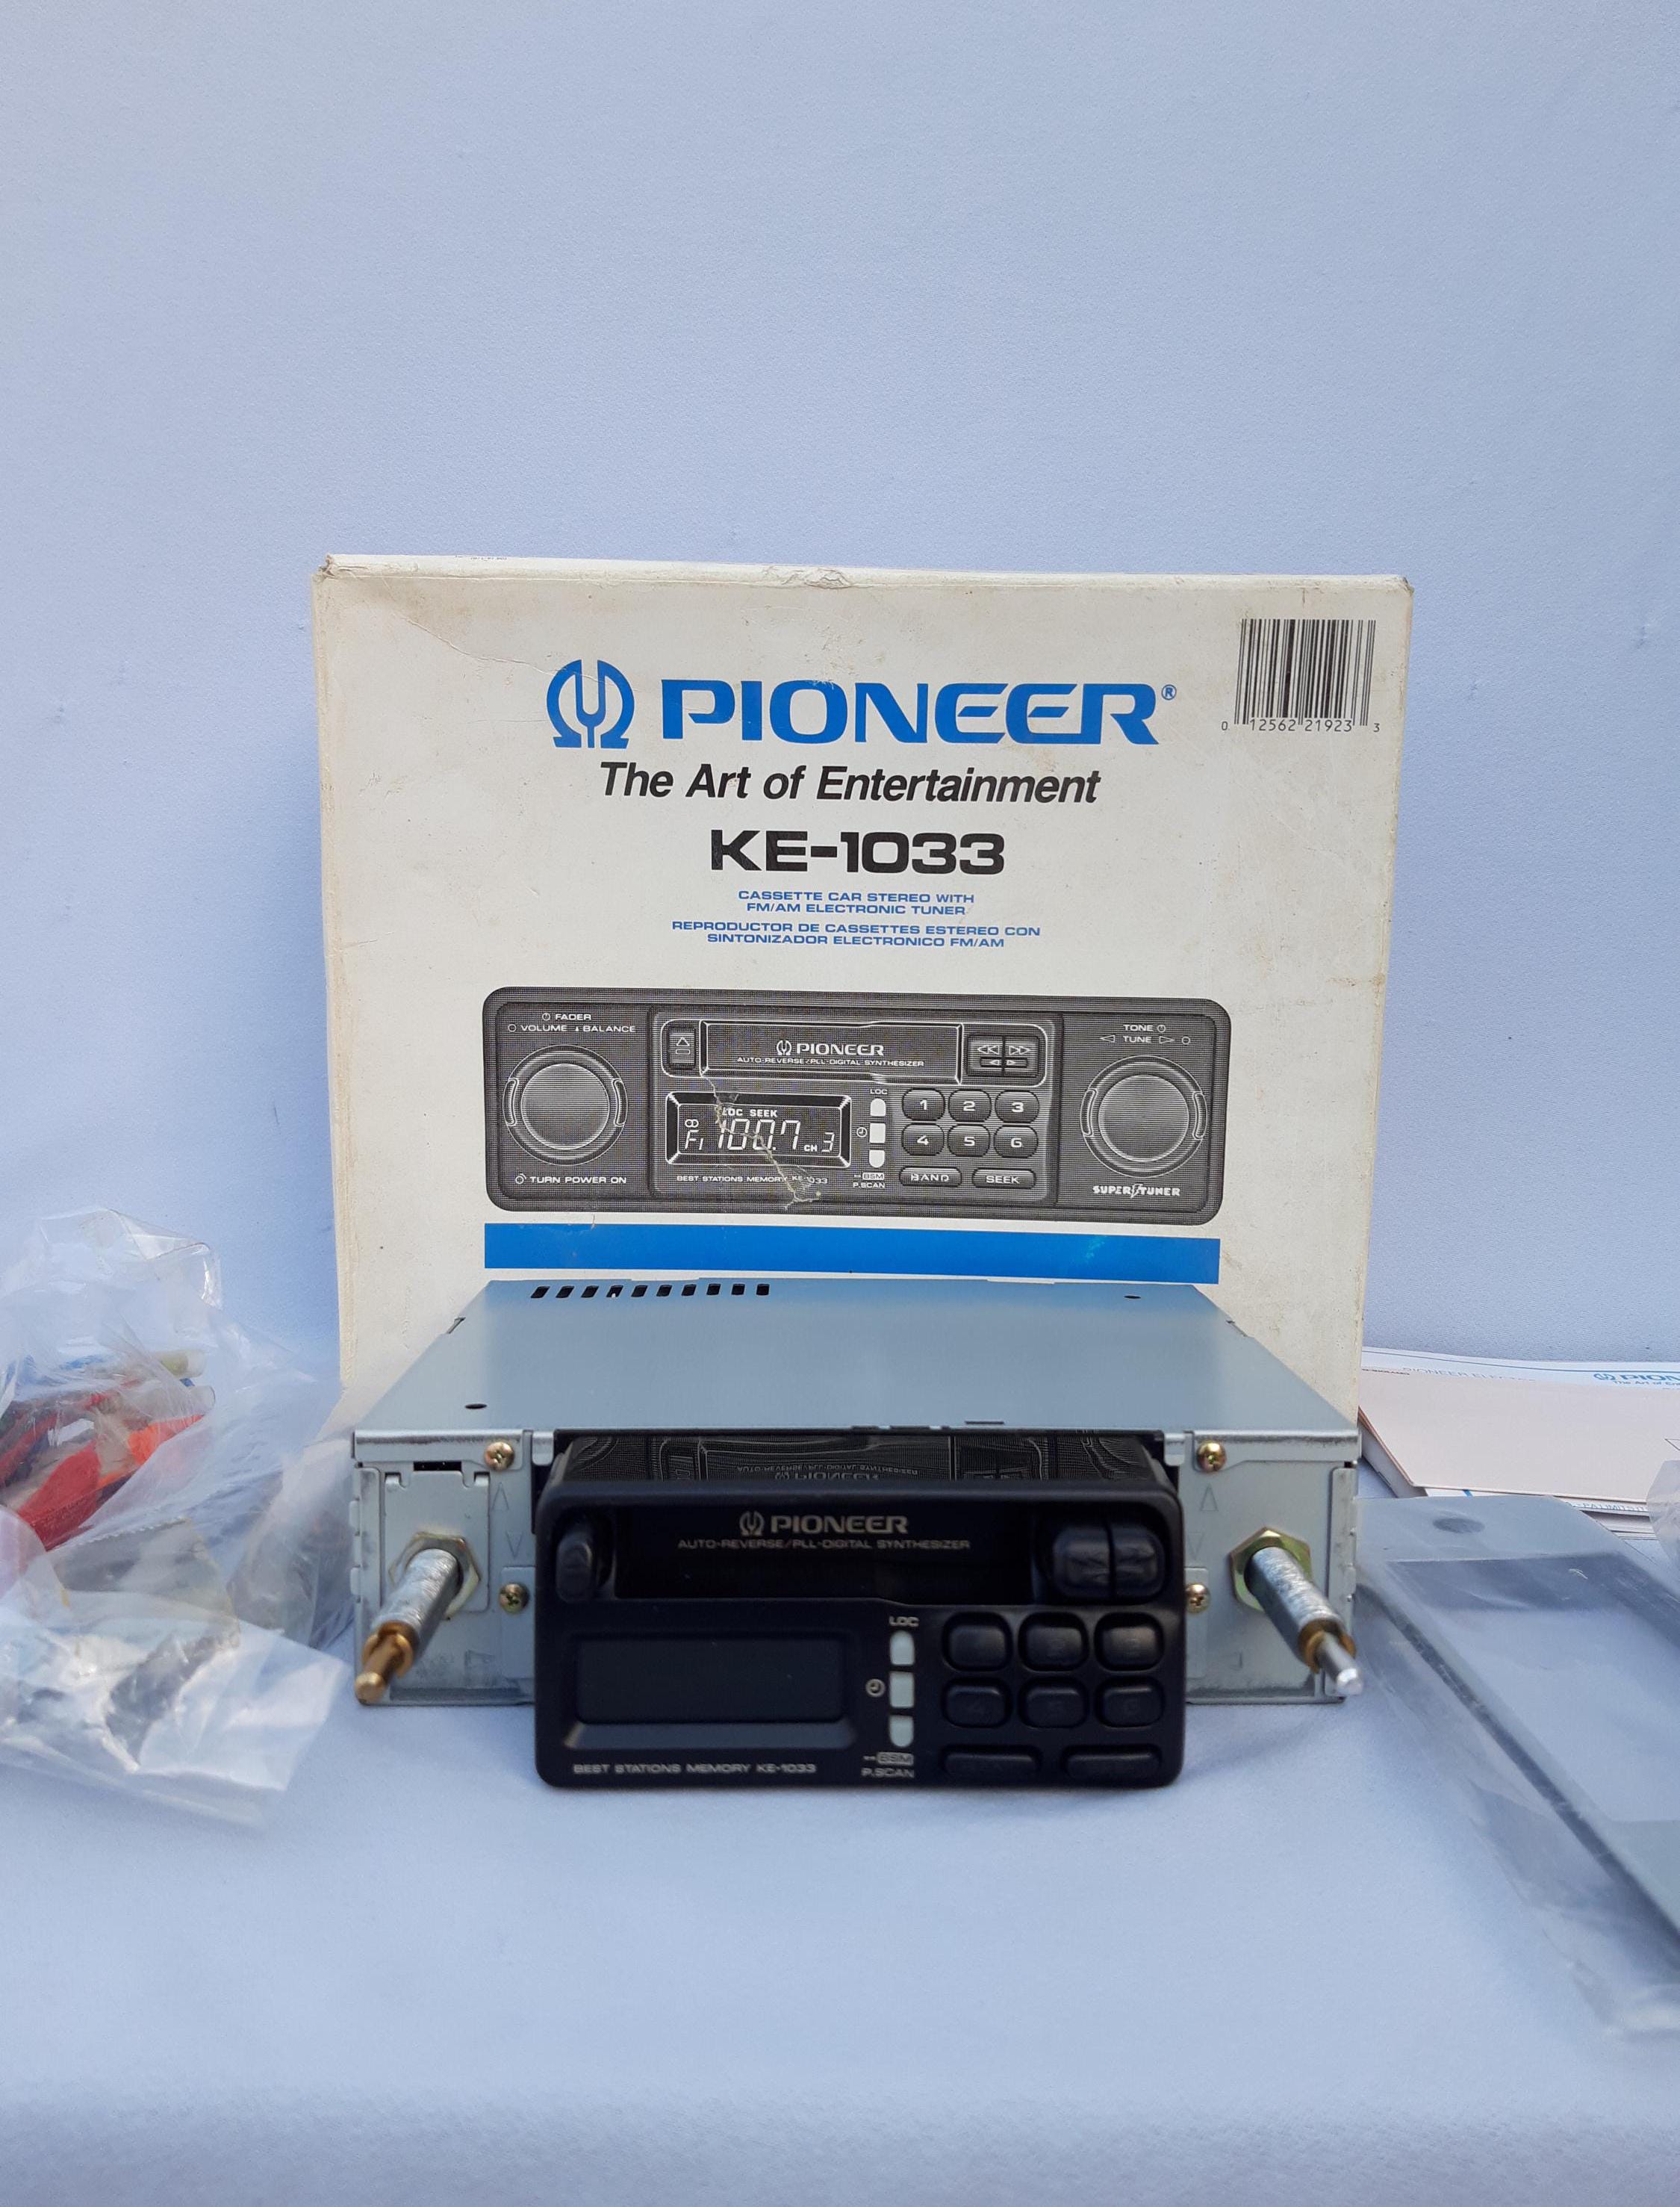 PIONEER®
0 12562 21923 3
The Art of Entertainment
KE-1033
CASSETTE CAR STEREO WITH
FM/AM ELECTRONIC TUNER
REPRODUCTOR DE CASSETTES ESTEREO CON
SINTONIZADOR ELECTRONICO FM/AM
FADER
VOLUME BALANCE
TONE
TUNE
PIONEER
AUTO-REVERSE/PLL-DIGITAL SYNTHESIZER
LOC
1 2 3
LOC SEEK
F1 100.7 CH 3
4 5 6
TURN POWER ON
BEST STATIONS MEMORY KE-1033
BSM
P.SCAN
BAND SEEK
SUPERTUNER
PIONEER
AUTO-REVERSE/PLL-DIGITAL SYNTHESIZER
LOC
BEST STATIONS MEMORY KE-1033
BSM
P.SCAN